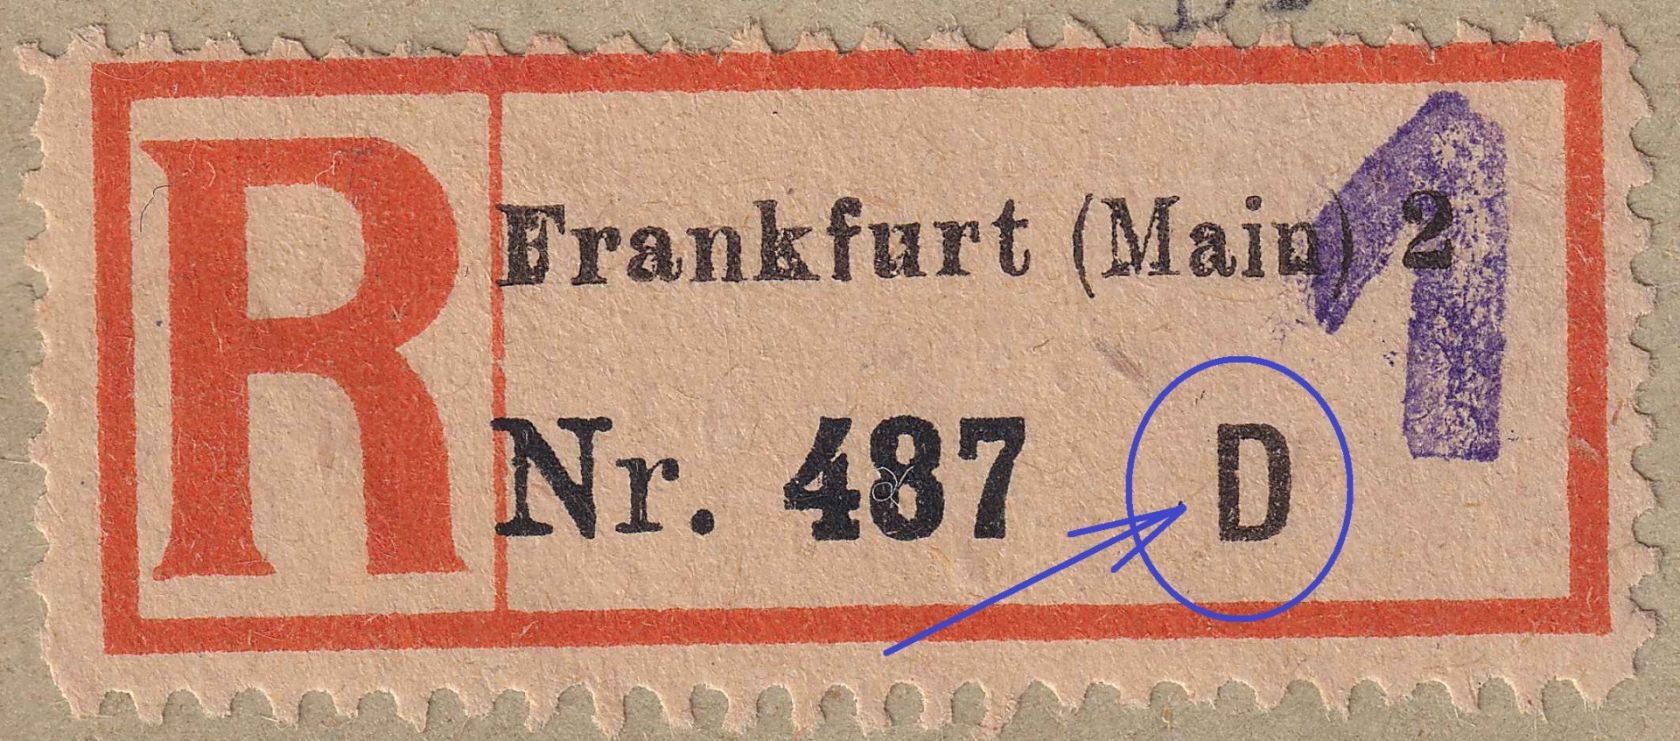 R
Frankfurt (Main) 2
1
Nr. 487 D